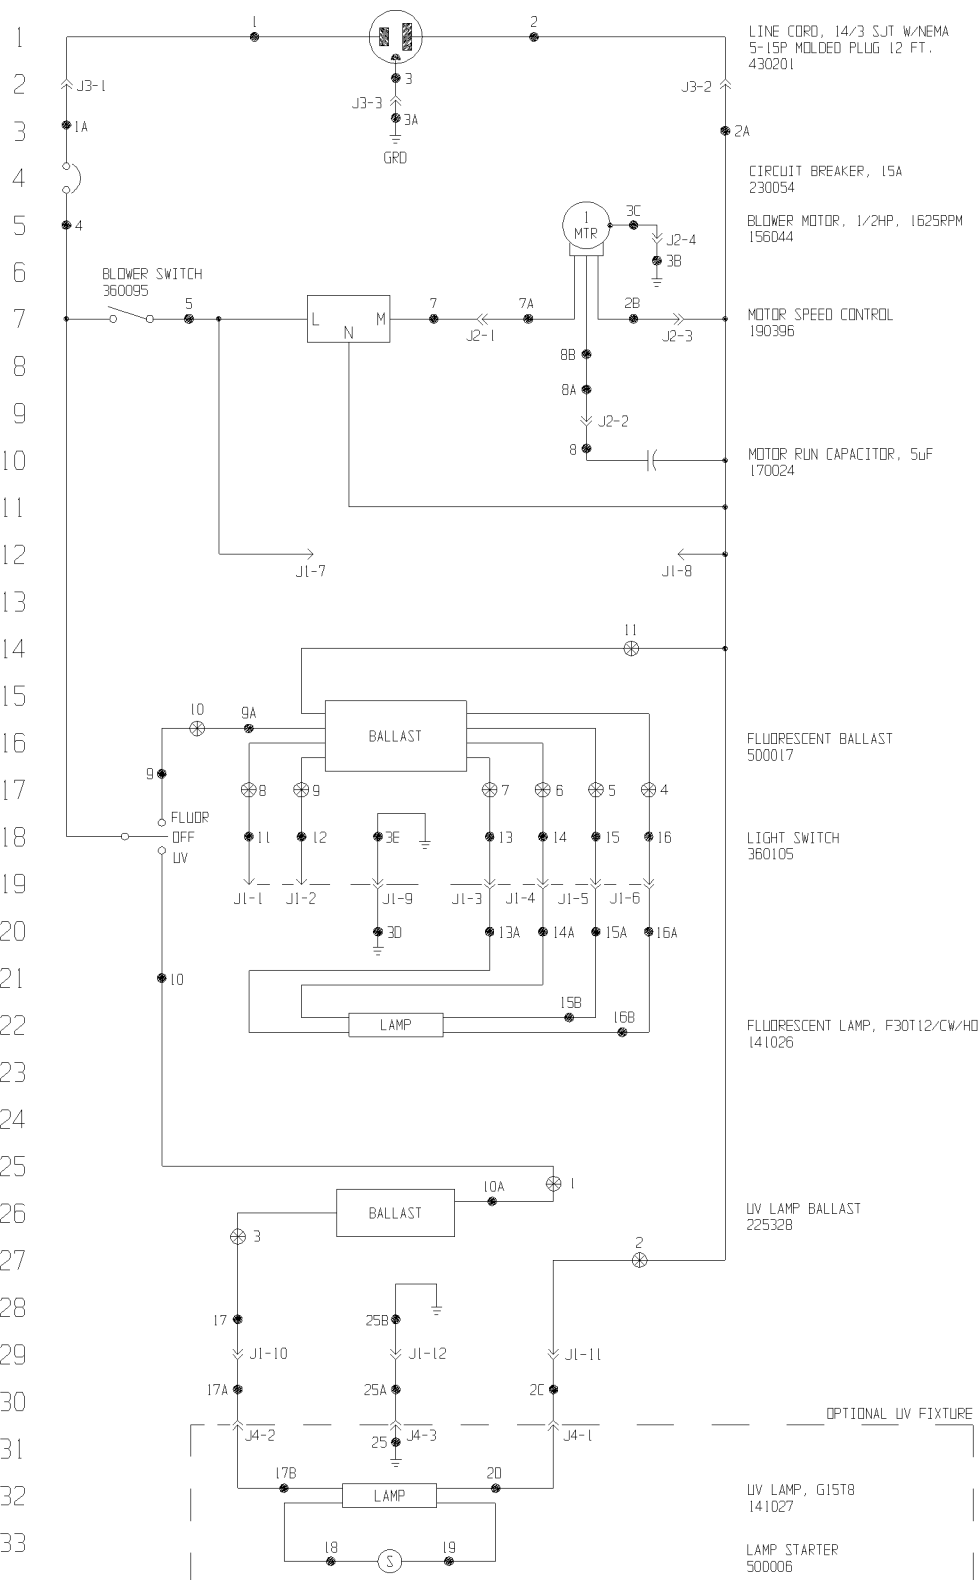 1 2
1 LINE CORD, 14/3 SJT W/NEMA
5-15P MOLDED PLUG 12 FT.
430201
2 J3-1 3 J3-2
J3-3
3 1A 3A 2A
GRD
4 CIRCUIT BREAKER, 15A
230054
5 4 1 3C BLOWER MOTOR, 1/2HP, 1625RPM
MTR J2-4 156044
3B
6 BLOWER SWITCH
360095
5 7 7A 2B
7 L M MOTOR SPEED CONTROL
N J2-1 J2-3 190396
8 8B
8A
9 J2-2
8
10 MOTOR RUN CAPACITOR, 5uF
170024
11
12
J1-7 J1-8
13
11
14
15
10 9A
16 BALLAST FLUORESCENT BALLAST
500017
9
17 8 9 7 6 5 4
FLUOR
18 OFF 11 12 3E 13 14 15 16 LIGHT SWITCH
UV 360105
19
J1-1 J1-2 J1-9 J1-3 J1-4 J1-5 J1-6
20 3D 13A 14A 15A 16A
21 10
15B
22 LAMP 16B FLUORESCENT LAMP, F30T12/CW/HO
141026
23
24
25
10A 1
26 BALLAST UV LAMP BALLAST
225328
3 2
27
28 17 25B
29 J1-10 J1-12 J1-11
17A 25A 2C
30
OPTIONAL UV FIXTURE
J4-2 25 J4-3 J4-1
31
17B 2D
32 LAMP UV LAMP, G15T8
141027
33 18 S 19 LAMP STARTER
500006